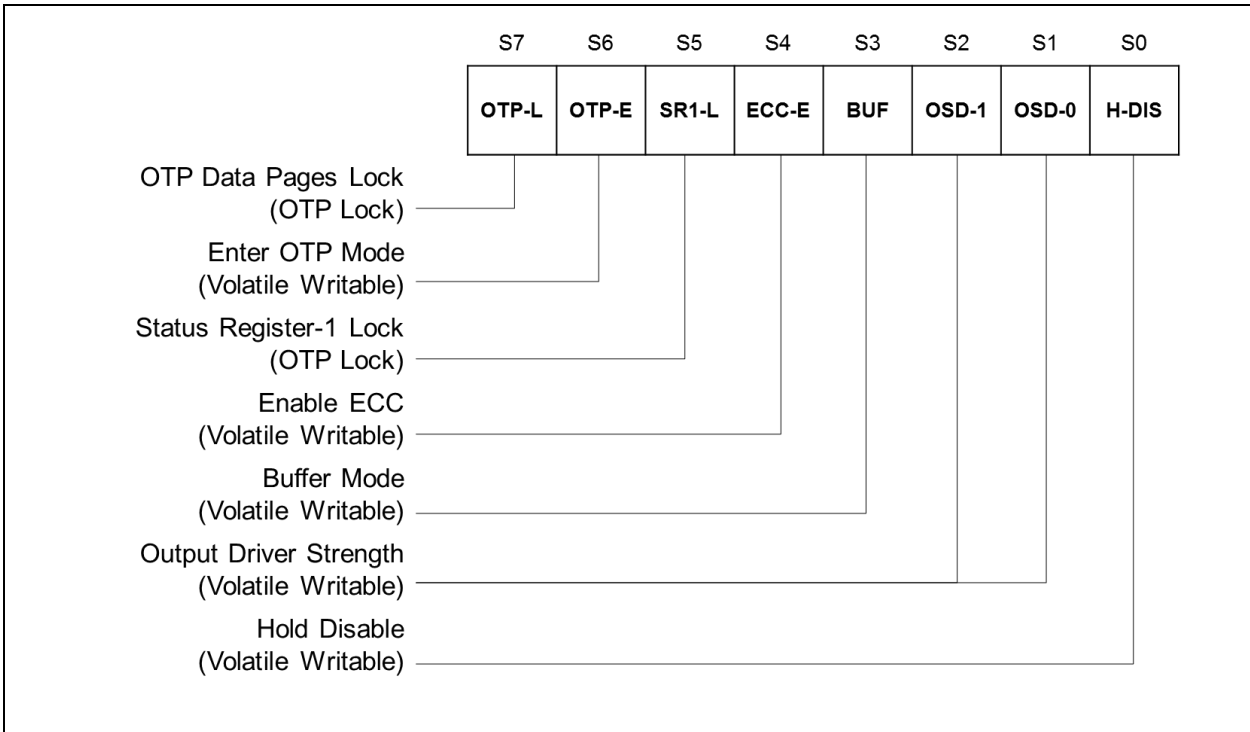 S7 S6 S5 S4 S3 S2 S1 S0
OTP-L OTP-E SR1-L ECC-E BUF OSD-1 OSD-0 H-DIS
OTP Data Pages Lock
(OTP Lock)
Enter OTP Mode
(Volatile Writable)
Status Register-1 Lock
(OTP Lock)
Enable ECC
(Volatile Writable)
Buffer Mode
(Volatile Writable)
Output Driver Strength
(Volatile Writable)
Hold Disable
(Volatile Writable)